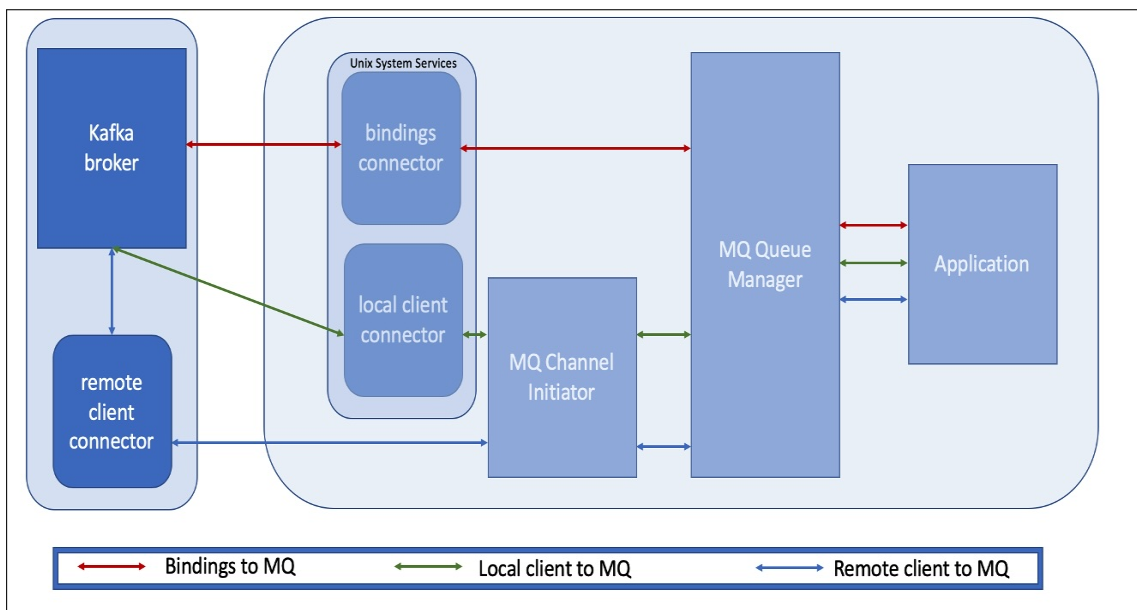 Unix System Services
Kafka
broker
bindings
connector
MQ Queue
Manager
Application
local client
connector
MQ Channel
Initiator
remote
client
connector
Bindings to MQ
Local client to MQ
Remote client to MQ